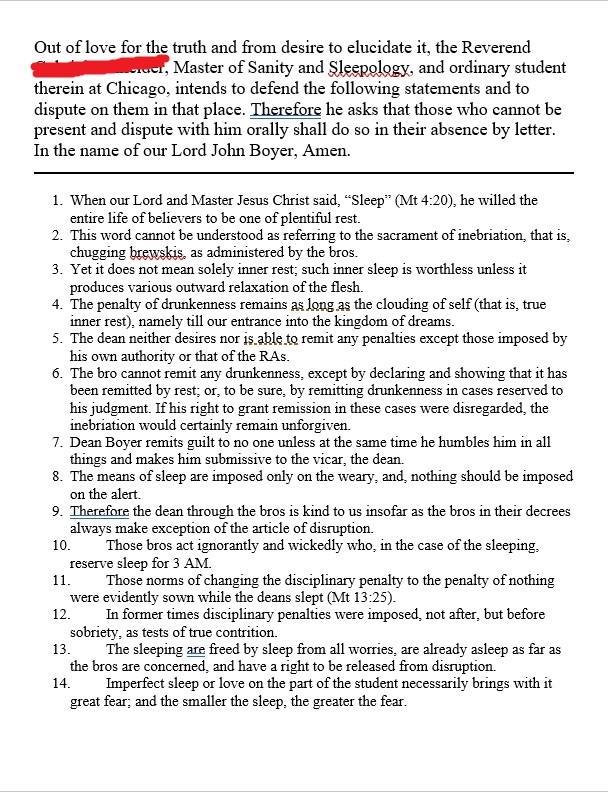 Out of love for the truth and from desire to elucidate it, the Reverend
, Master of Sanity and Sleepology, and ordinary student
therein at Chicago, intends to defend the following statements and to
dispute on them in that place. Therefore he asks that those who cannot be
present and dispute with him orally shall do so in their absence by letter.
In the name of our Lord John Boyer, Amen.
1. When our Lord and Master Jesus Christ said, “Sleep” (Mt 4:20), he willed the
entire life of believers to be one of plentiful rest.
2. This word cannot be understood as referring to the sacrament of inebriation, that is,
chugging brewskis, as administered by the bros.
3. Yet it does not mean solely inner rest; such inner sleep is worthless unless it
produces various outward relaxation of the flesh.
4. The penalty of drunkenness remains as long as the clouding of self (that is, true
inner rest), namely till our entrance into the kingdom of dreams.
5. The dean neither desires nor is able to remit any penalties except those imposed by
his own authority or that of the RAs.
6. The bro cannot remit any drunkenness, except by declaring and showing that it has
been remitted by rest; or, to be sure, by remitting drunkenness in cases reserved to
his judgment. If his right to grant remission in these cases were disregarded, the
inebriation would certainly remain unforgiven.
7. Dean Boyer remits guilt to no one unless at the same time he humbles him in all
things and makes him submissive to the vicar, the dean.
8. The means of sleep are imposed only on the weary, and, nothing should be imposed
on the alert.
9. Therefore the dean through the bros is kind to us insofar as the bros in their decrees
always make exception of the article of disruption.
10. Those bros act ignorantly and wickedly who, in the case of the sleeping,
reserve sleep for 3 AM.
11. Those norms of changing the disciplinary penalty to the penalty of nothing
were evidently sown while the deans slept (Mt 13:25).
12. In former times disciplinary penalties were imposed, not after, but before
sobriety, as tests of true contrition.
13. The sleeping are freed by sleep from all worries, are already asleep as far as
the bros are concerned, and have a right to be released from disruption.
14. Imperfect sleep or love on the part of the student necessarily brings with it
great fear; and the smaller the sleep, the greater the fear.